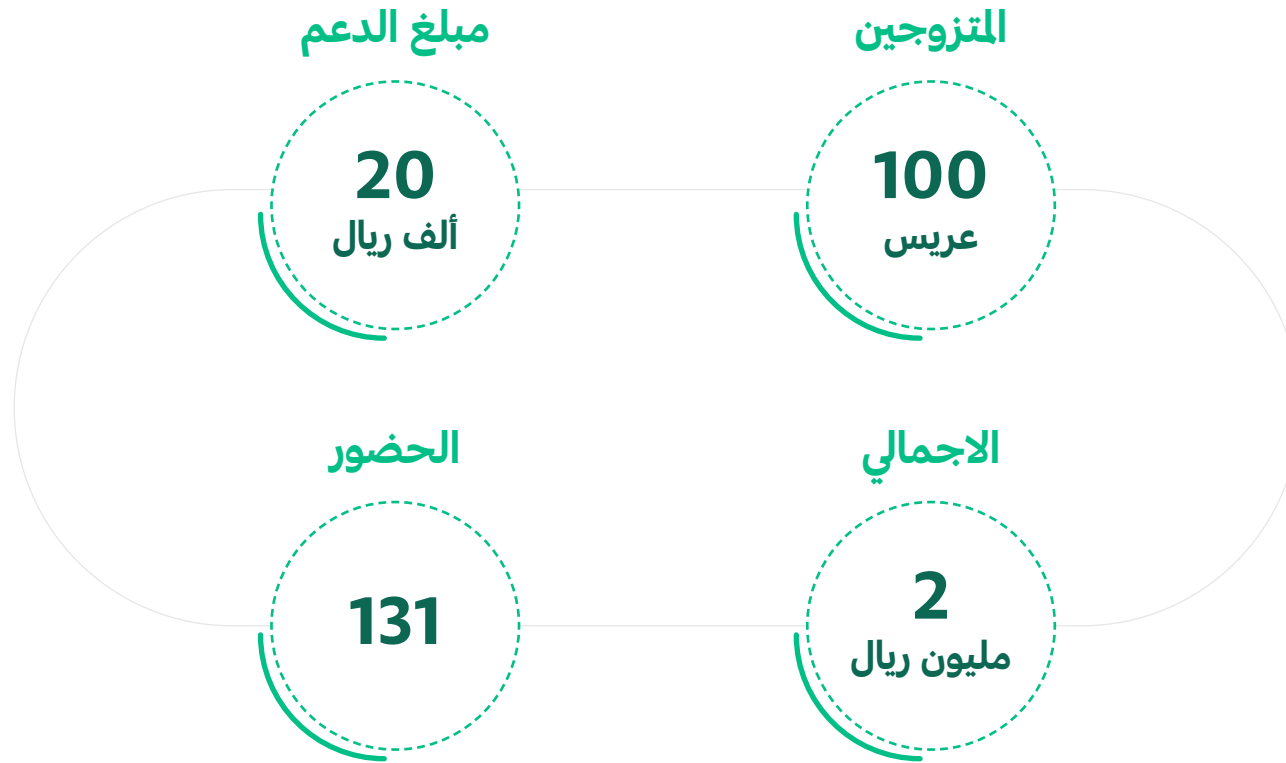 المتزوجين
100
عريس
مبلغ الدعم
20
ألف ريال
الاجمالي
2
مليون ريال
الحضور
131